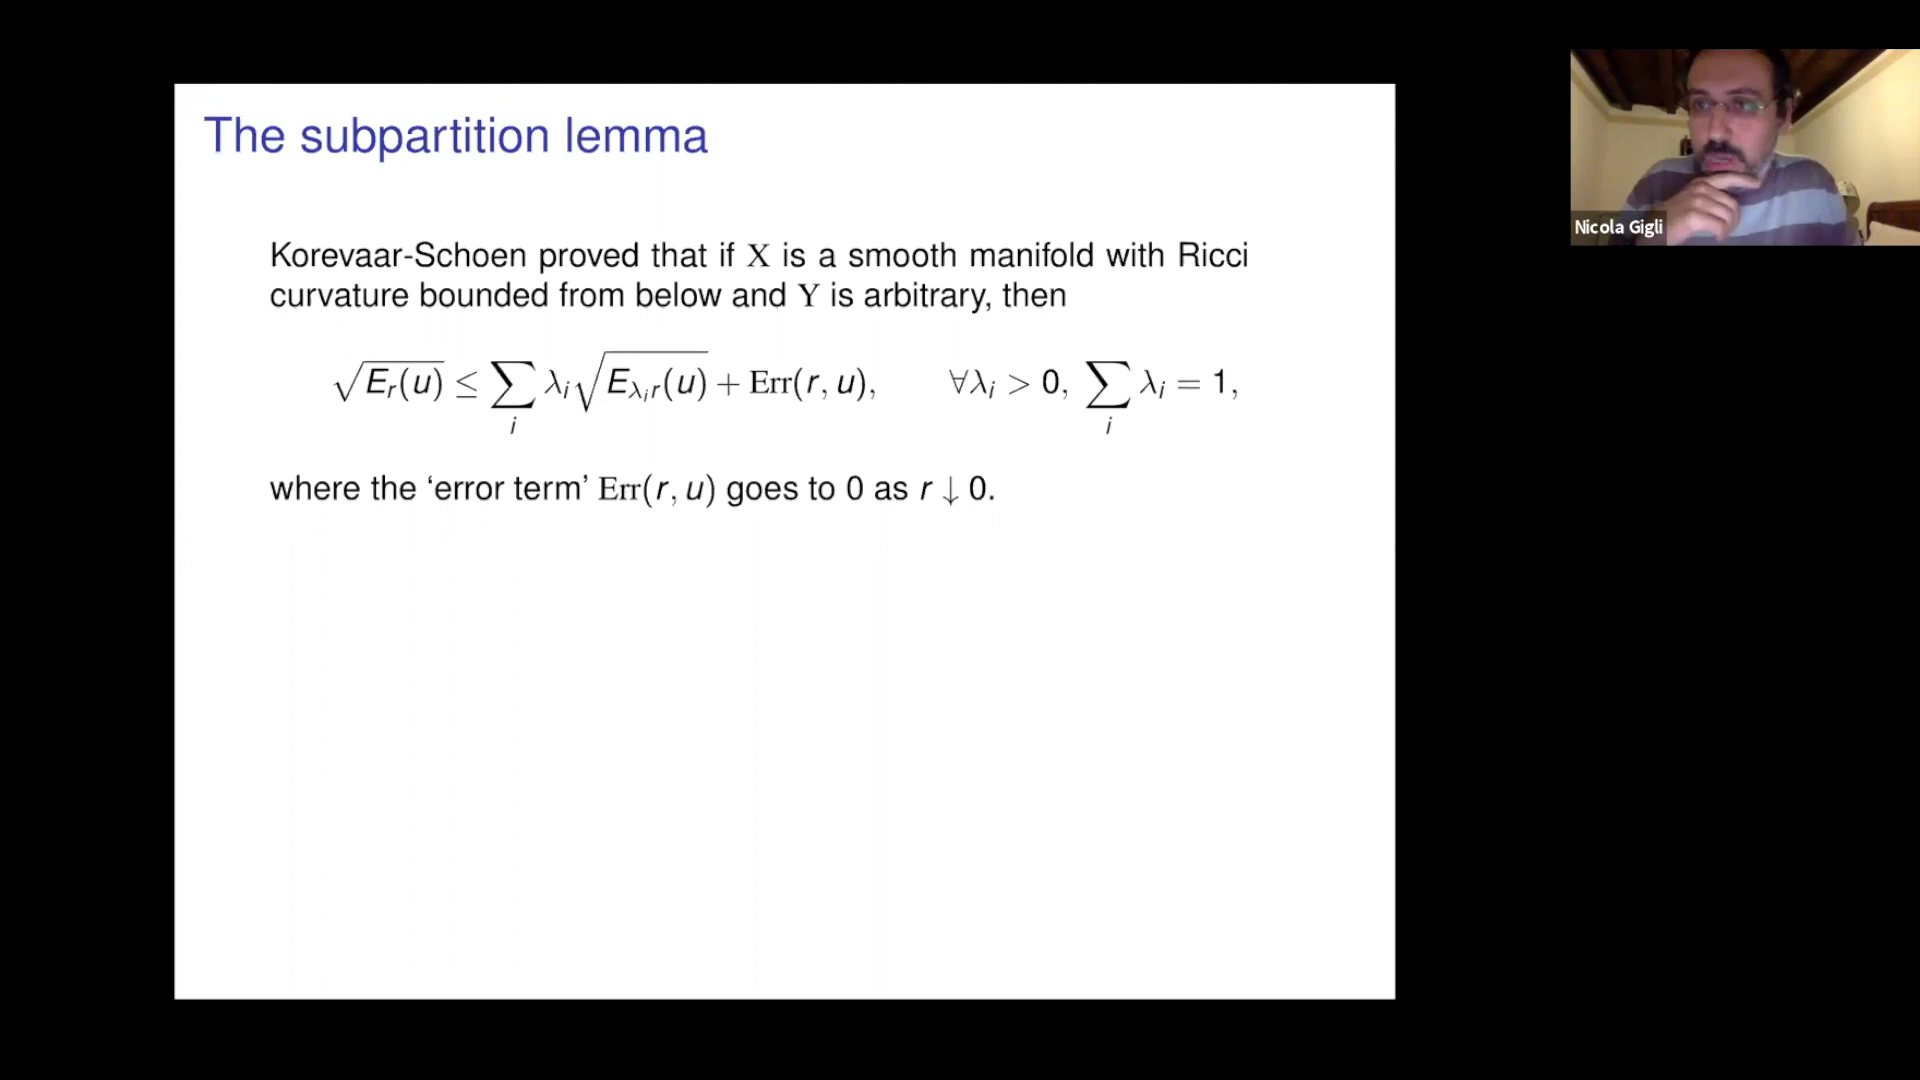 The subpartition lemma
Nicola Gigli
Korevaar-Schoen proved that if X is a smooth manifold with Ricci
curvature bounded from below and Y is arbitrary, then
√E_r(u) ≤ ∑_i λ_i √E_{λ_i r}(u) + Err(r, u), ∀λ_i > 0, ∑_i λ_i = 1,
where the ‘error term’ Err(r, u) goes to 0 as r ↓ 0.